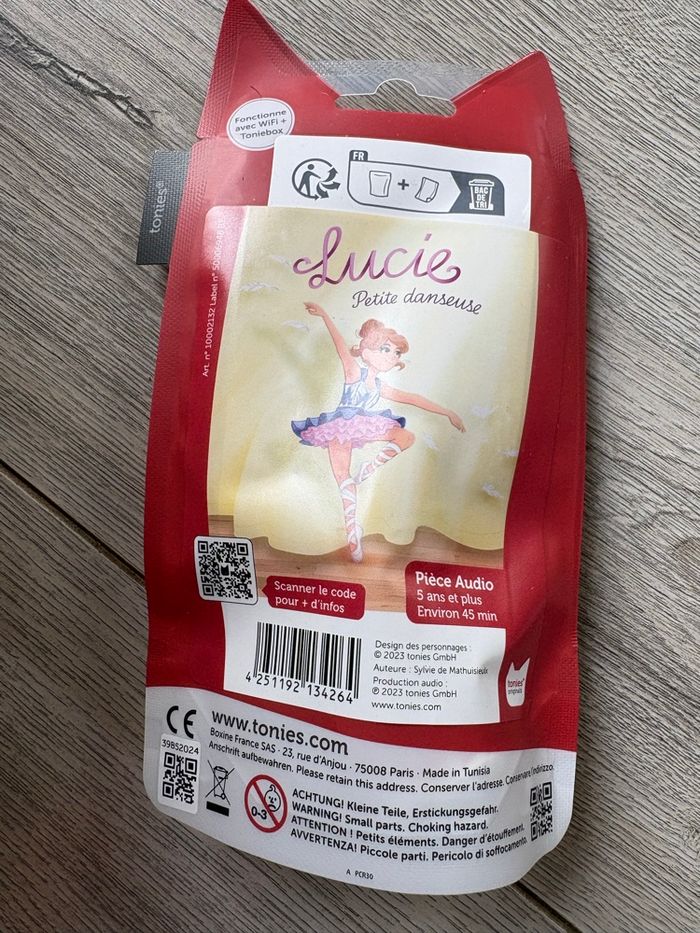 Fonctionne
avec WiFi +
Toniebox
tonies®
FR
+
BAC
DE
TRI
Art. n° 10002132 Label n°
Lucie
Petite danseuse
Scanner le code
pour + d'infos
Pièce Audio
5 ans et plus
Environ 45 min
4 251192 134264
Design des personnages :
© 2023 tonies GmbH
Auteure : Sylvie de Mathuisieulx
Production audio :
℗ 2023 tonies GmbH
www.tonies.com
tonies®
originals
CE
39BS2024
www.tonies.com
Boxine France SAS · 23, rue d'Anjou · 75008 Paris · Made in Tunisia
Anschrift aufbewahren. Please retain this address. Conserver l'adresse. Conservare l'indirizzo.
0-3
ACHTUNG! Kleine Teile, Erstickungsgefahr.
WARNING! Small parts. Choking hazard.
ATTENTION ! Petits éléments. Danger d'étouffement.
AVVERTENZA! Piccole parti. Pericolo di soffocamento.
A PCR30